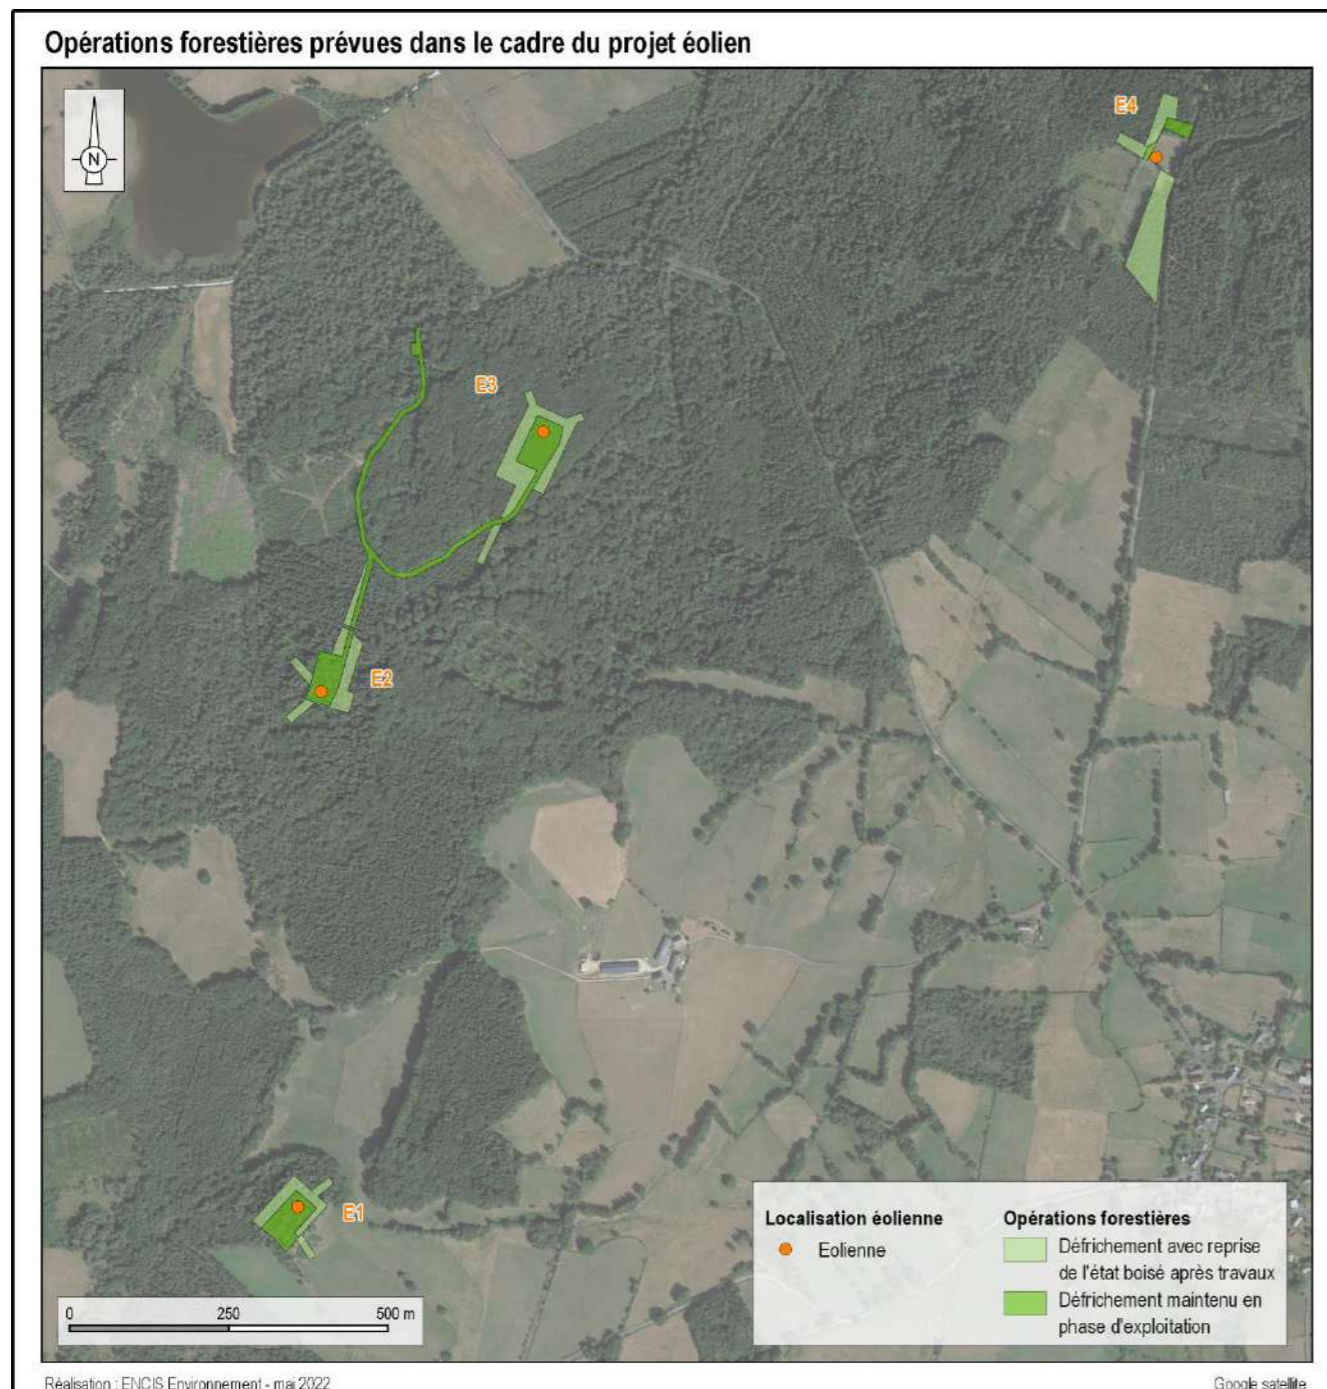 Opérations forestières prévues dans le cadre du projet éolien
N
E4
E3
E2
E1
Localisation éolienne
Eolienne
Opérations forestières
Défrichement avec reprise
de l'état boisé après travaux
Défrichement maintenu en
phase d'exploitation
0 250 500 m
Réalisation : ENCIS Environnement - mai 2022
Google satellite